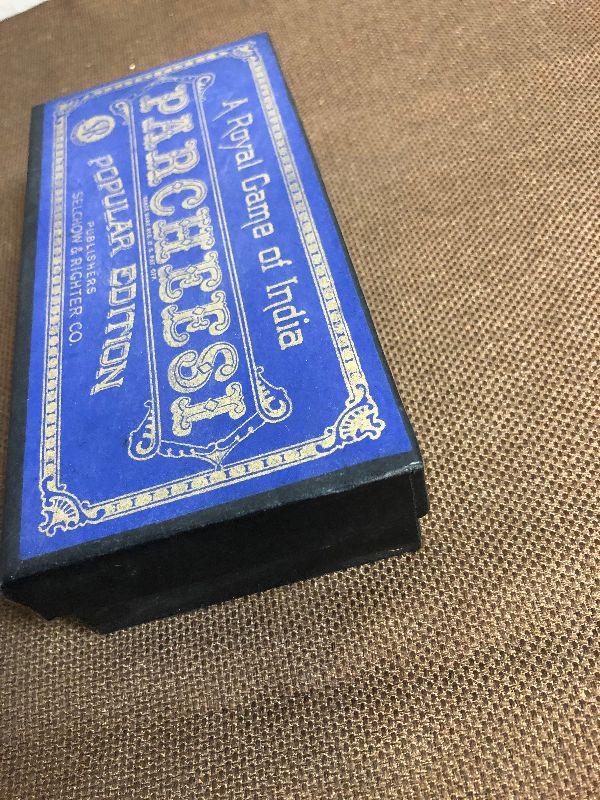 A Royal Game of India
PARCHEESI
POPULAR EDITION
PUBLISHERS
SELCHOW & RIGHTER CO.